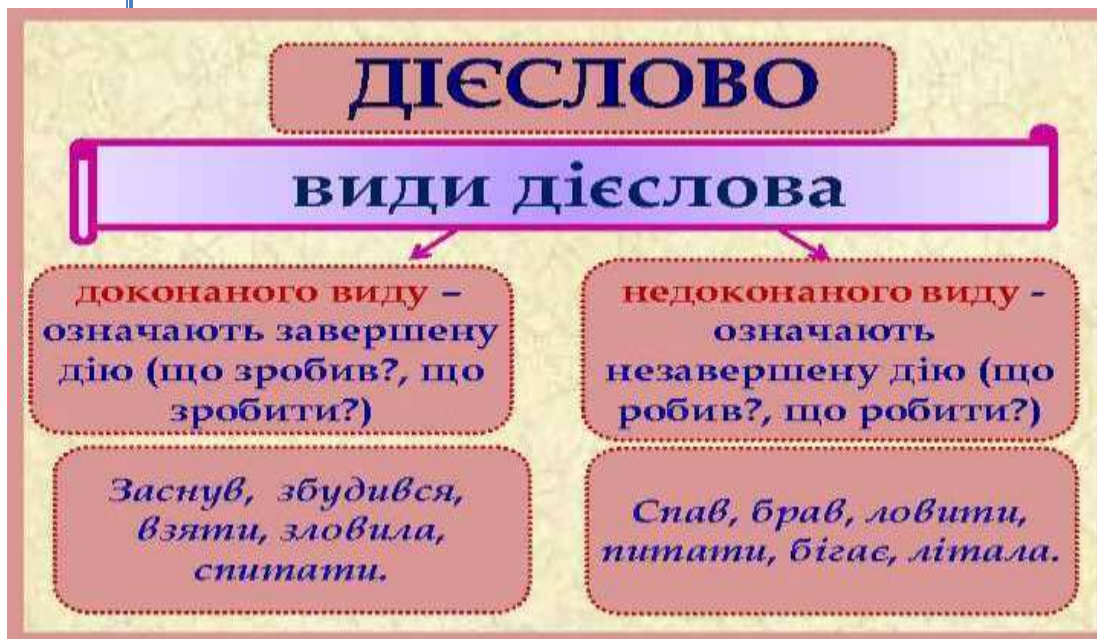 ДІЄСЛОВО
види дієслова
доконаного виду –
означають завершену
дію (що зробив?, що
зробити?)
недоконаного виду -
означають
незавершену дію (що
робив?, що робити?)
Заснув, збудився,
взяти, зловила,
спитати.
Спав, брав, ловити,
питати, бігає, літала.